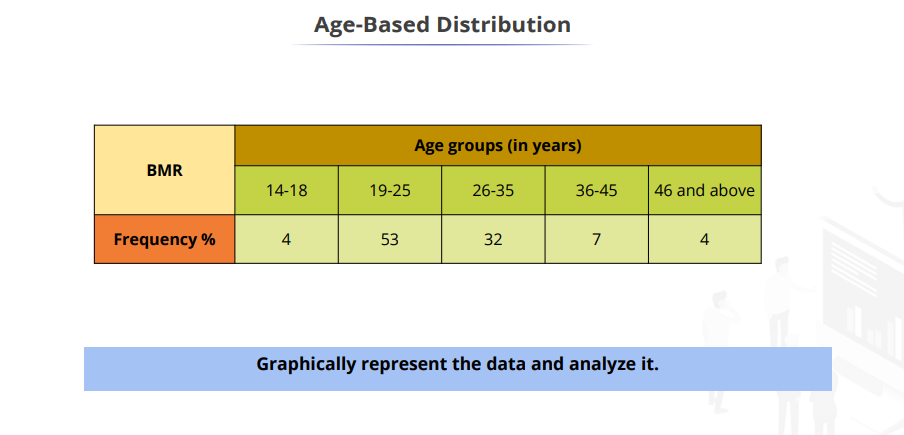 Age-Based Distribution
BMR
Age groups (in years)
14-18 19-25 26-35 36-45 46 and above
Frequency % 4 53 32 7 4
Graphically represent the data and analyze it.